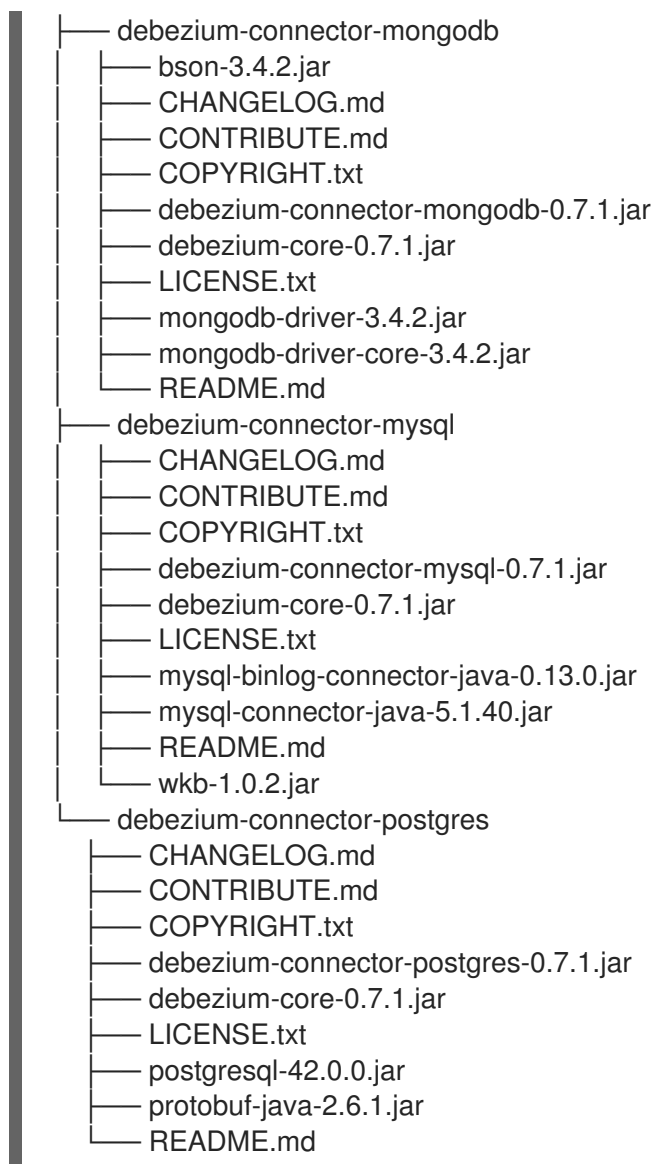 ├── debezium-connector-mongodb
│   ├── bson-3.4.2.jar
│   ├── CHANGELOG.md
│   ├── CONTRIBUTE.md
│   ├── COPYRIGHT.txt
│   ├── debezium-connector-mongodb-0.7.1.jar
│   ├── debezium-core-0.7.1.jar
│   ├── LICENSE.txt
│   ├── mongodb-driver-3.4.2.jar
│   ├── mongodb-driver-core-3.4.2.jar
│   └── README.md
├── debezium-connector-mysql
│   ├── CHANGELOG.md
│   ├── CONTRIBUTE.md
│   ├── COPYRIGHT.txt
│   ├── debezium-connector-mysql-0.7.1.jar
│   ├── debezium-core-0.7.1.jar
│   ├── LICENSE.txt
│   ├── mysql-binlog-connector-java-0.13.0.jar
│   ├── mysql-connector-java-5.1.40.jar
│   ├── README.md
│   └── wkb-1.0.2.jar
└── debezium-connector-postgres
    ├── CHANGELOG.md
    ├── CONTRIBUTE.md
    ├── COPYRIGHT.txt
    ├── debezium-connector-postgres-0.7.1.jar
    ├── debezium-core-0.7.1.jar
    ├── LICENSE.txt
    ├── postgresql-42.0.0.jar
    ├── protobuf-java-2.6.1.jar
    └── README.md